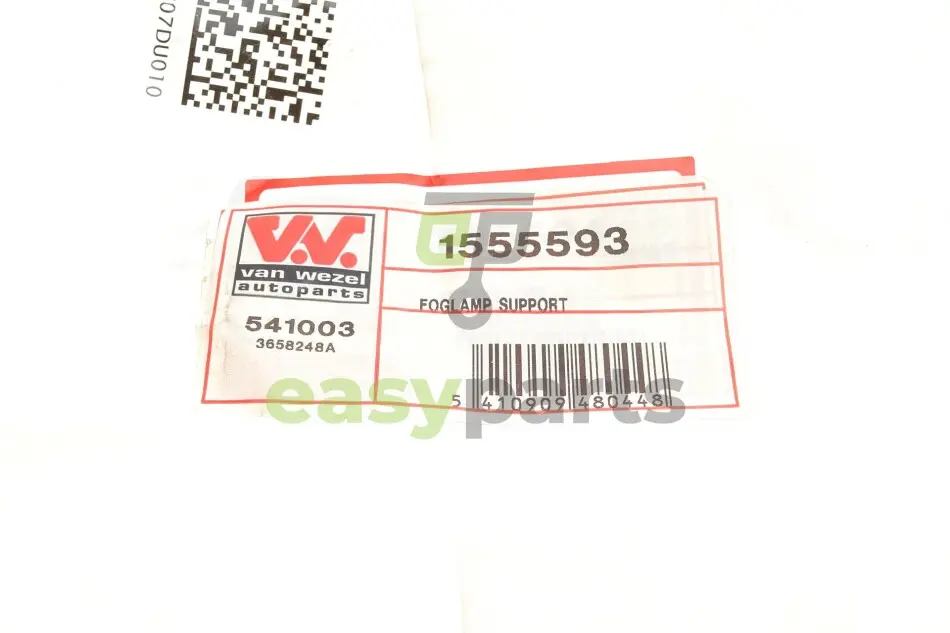 07DU010
V.V.
van wezel
autoparts
541003
3658248A
1555593
FOGLAMP SUPPORT
5 410909 480448
easyparts